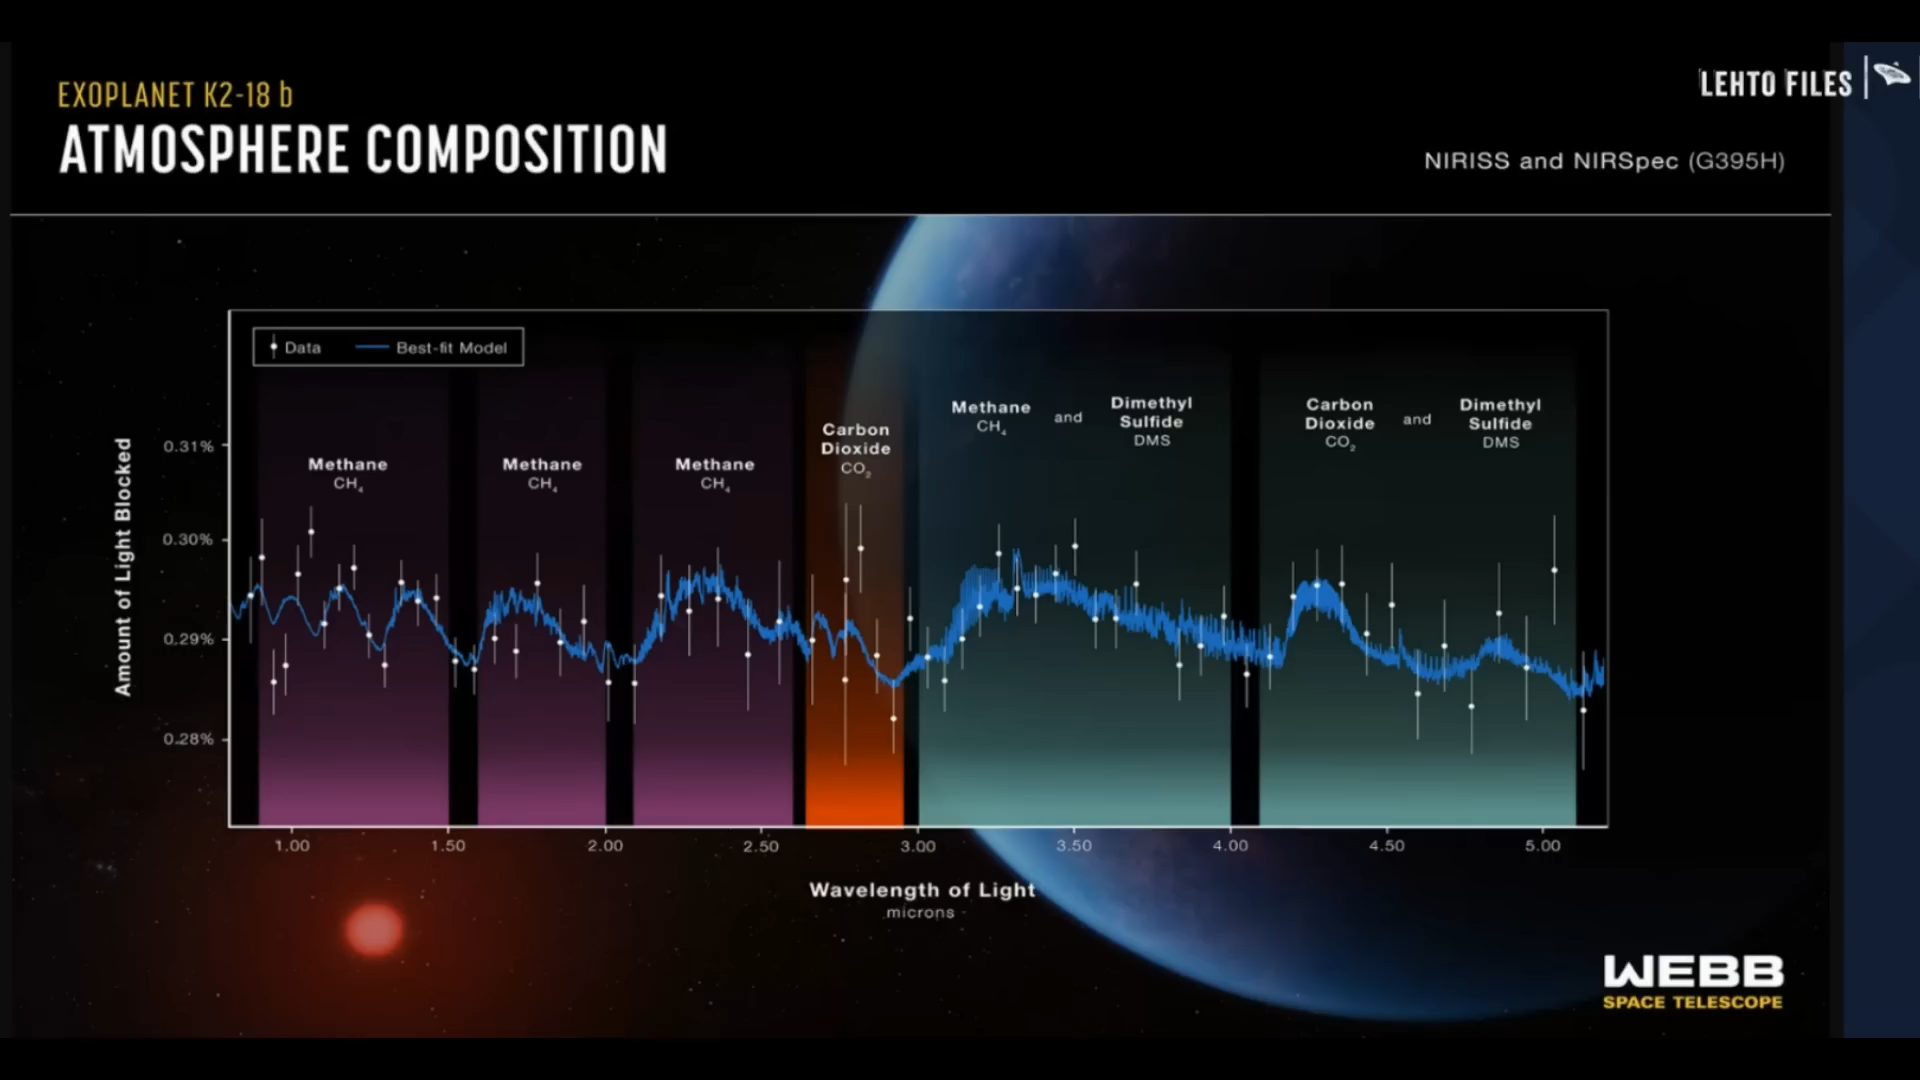 EXOPLANET K2-18 b
ATMOSPHERE COMPOSITION
LEHTO FILES
NIRISS and NIRSpec (G395H)
Data
Best-fit Model
Methane
CH₄
Methane
CH₄
Methane
CH₄
Carbon
Dioxide
CO₂
Methane
CH₄
and
Dimethyl
Sulfide
DMS
Carbon
Dioxide
CO₂
and
Dimethyl
Sulfide
DMS
Amount of Light Blocked
0.31%
0.30%
0.29%
0.28%
1.00 1.50 2.00 2.50 3.00 3.50 4.00 4.50 5.00
Wavelength of Light
microns
WEBB
SPACE TELESCOPE